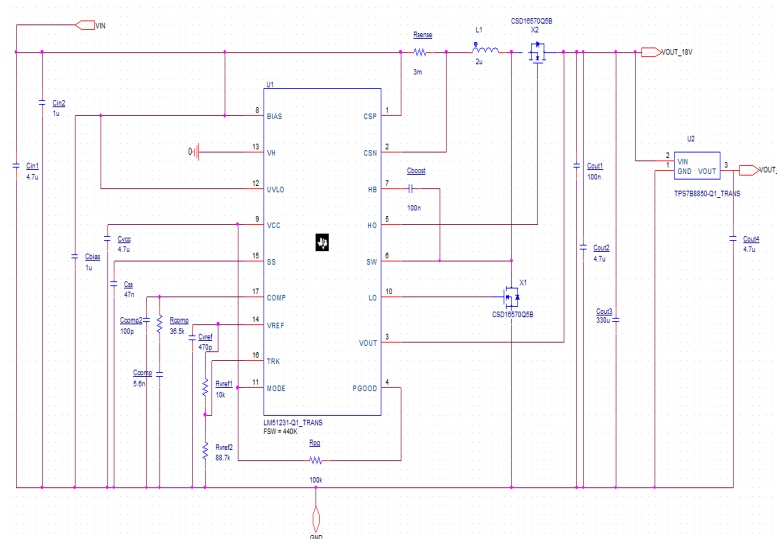 VIN
CSD16570Q5B
Rsense
L1
X2
VOUT_18V
3m
2u
U1
Cin2
1u
8
BIAS
CSP
1
U2
13
VH
CSN
2
0
2
VIN
1
GND
VOUT
3
VOUT_
Cin1
4.7u
Cboost
Cout1
100n
12
UVLO
HB
7
TPS7B8850-Q1_TRANS
100n
9
VCC
HO
5
Cvcc
4.7u
Cout4
4.7u
Cbias
1u
Cout2
4.7u
15
SS
SW
6
Css
47n
X1
17
COMP
LO
10
CSD16570Q5B
Ccomp2
100p
Rcomp
36.5k
Cout3
330u
14
VREF
Cvref
470p
VOUT
3
16
TRK
Ccomp
5.6n
Rvref1
10k
11
MODE
PGOOD
4
LM51231-Q1_TRANS
FSW = 440K
Rvref2
88.7k
Rpg
100k
GND